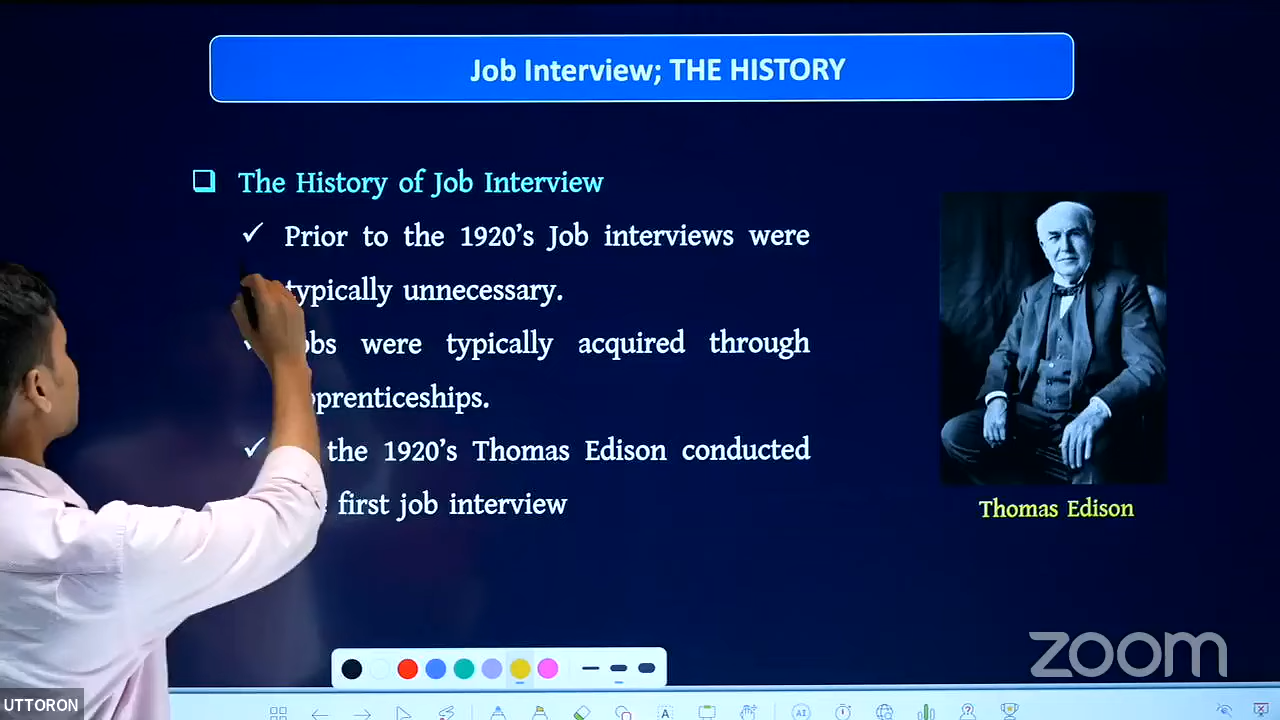 Job Interview; THE HISTORY
The History of Job Interview
Prior to the 1920's Job interviews were
typically unnecessary.
were typically acquired through
the 1920's Thomas Edison conducted
first job interview
Thomas Edison
zoom
UTTORON
A
AI